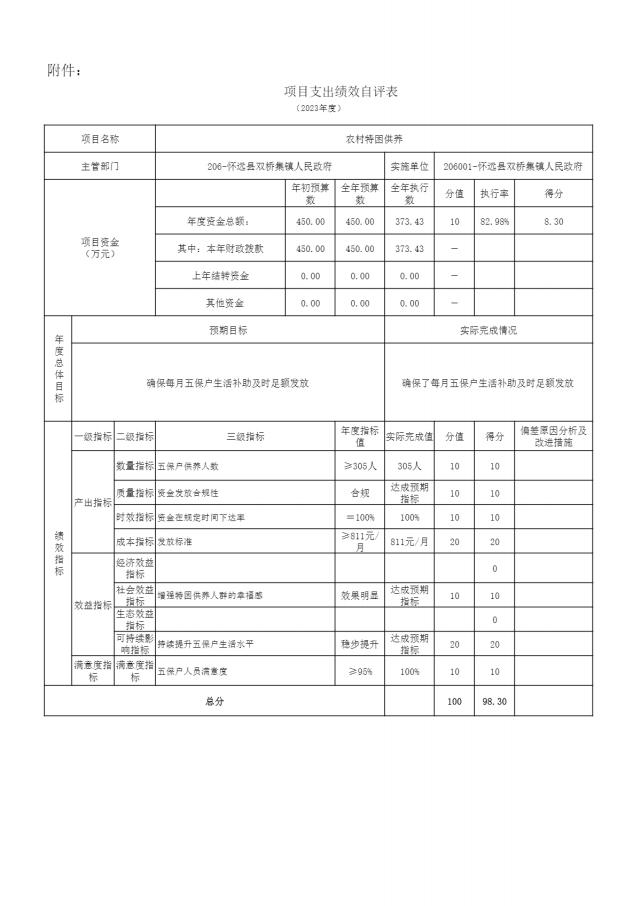 附件：
项目支出绩效自评表
（2023年度）
项目名称 农村特困供养
主管部门 206-怀远县双桥集镇人民政府 实施单位 206001-怀远县双桥集镇人民政府
项目资金（万元） 年初预算数 全年预算数 全年执行数 分值 执行率 得分
年度资金总额： 450.00 450.00 373.43 10 82.98% 8.30
其中：本年财政拨款 450.00 450.00 373.43 －
上年结转资金 0.00 0.00 0.00 －
其他资金 0.00 0.00 0.00 －
年度总体目标 预期目标 实际完成情况
确保每月五保户生活补助及时足额发放 确保了每月五保户生活补助及时足额发放
绩效指标 一级指标 二级指标 三级指标 年度指标值 实际完成值 分值 得分 偏差原因分析及改进措施
产出指标 数量指标 五保户供养人数 ≥305人 305人 10 10
质量指标 资金发放合规性 合规 达成预期指标 10 10
时效指标 资金在规定时间下达率 ＝100% 100% 10 10
成本指标 发放标准 ≥811元/月 811元/月 20 20
效益指标 经济效益指标 0
社会效益指标 增强特困供养人群的幸福感 效果明显 达成预期指标 10 10
生态效益指标 0
可持续影响指标 持续提升五保户生活水平 稳步提升 达成预期指标 20 20
满意度指标 满意度指标 五保户人员满意度 ≥95% 100% 10 10
总分 100 98.30